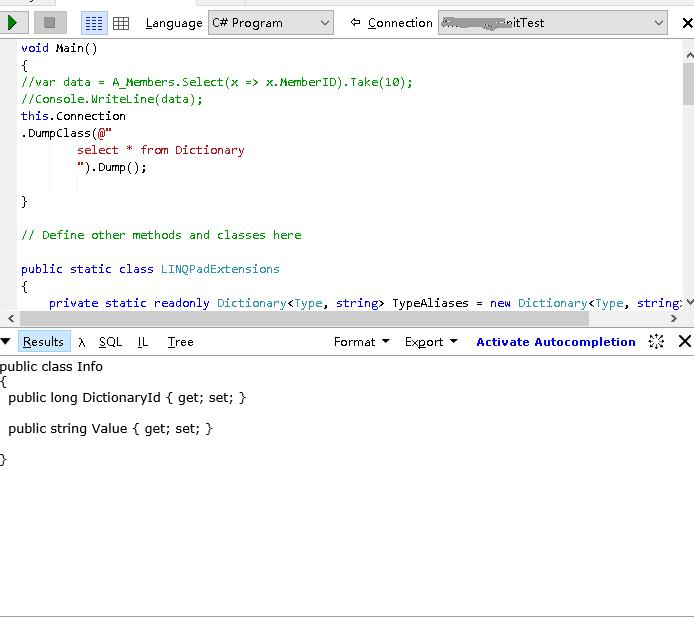 Language C# Program Connection nitTest
void Main()
{
//var data = A_Members.Select(x => x.MemberID).Take(10);
//Console.WriteLine(data);
this.Connection
.DumpClass(@"
select * from Dictionary
").Dump();
}
// Define other methods and classes here
public static class LINQPadExtensions
{
private static readonly Dictionary<Type, string> TypeAliases = new Dictionary<Type, string>
Results λ SQL IL Tree Format Export Activate Autocompletion
public class Info
{
public long DictionaryId { get; set; }
public string Value { get; set; }
}